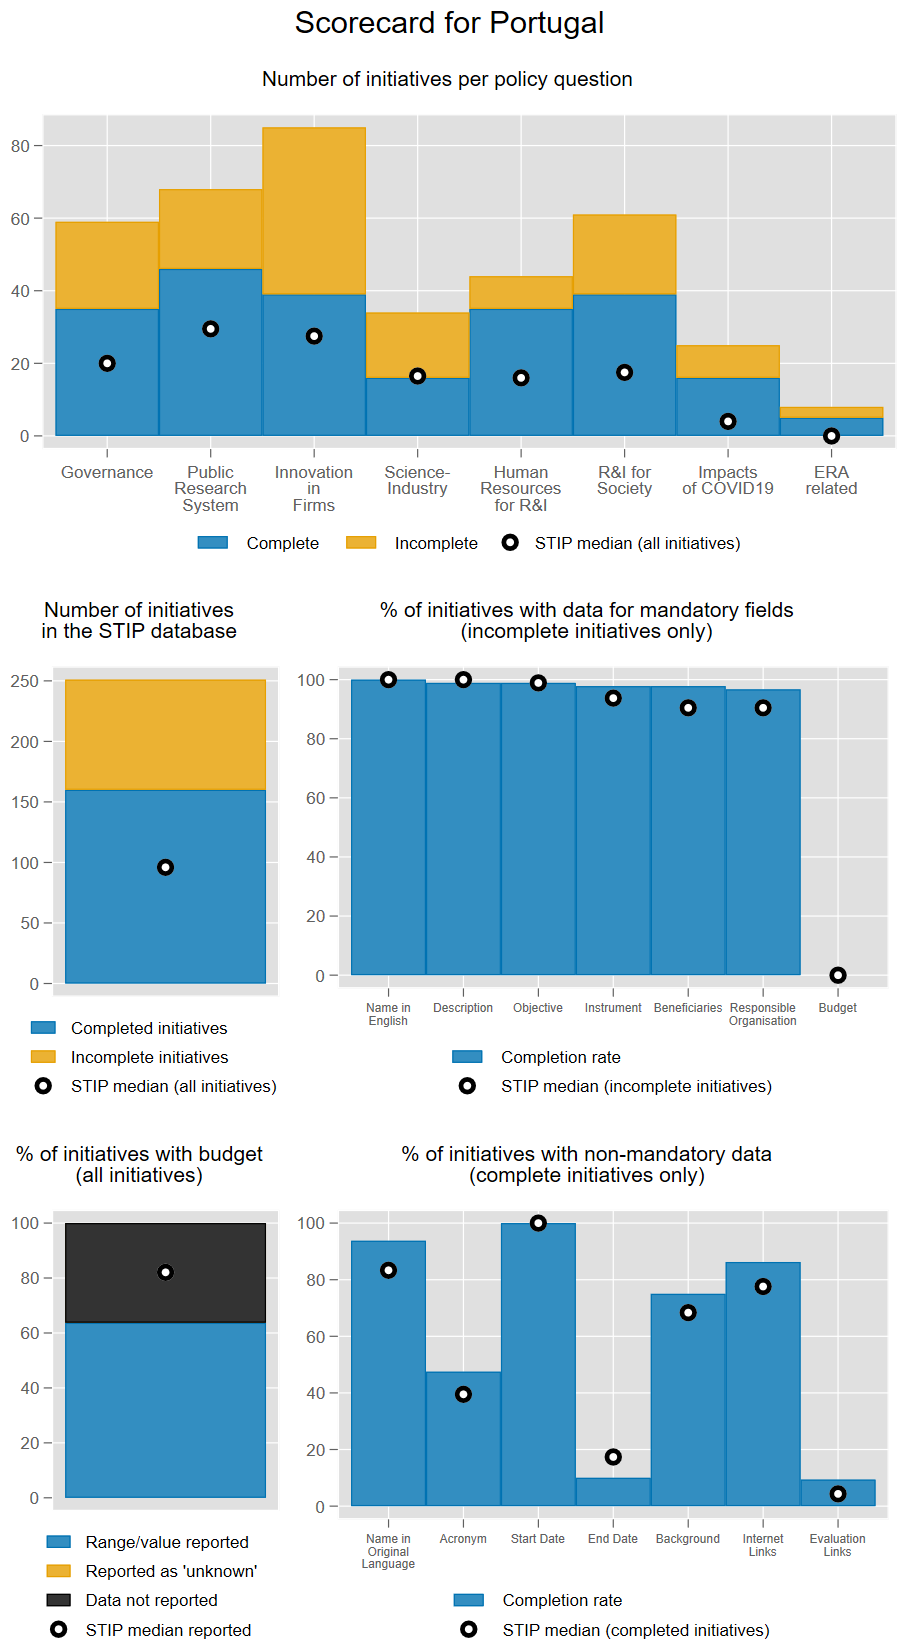 Scorecard for Portugal
Number of initiatives per policy question
80
60
40
20
0
Governance
Public
Research
System
Innovation
in
Firms
Science-
Industry
Human
Resources
for R&I
R&I for
Society
Impacts
of COVID19
ERA
related
Complete
Incomplete
STIP median (all initiatives)
Number of initiatives
in the STIP database
250
200
150
100
50
0
Completed initiatives
Incomplete initiatives
STIP median (all initiatives)
% of initiatives with data for mandatory fields
(incomplete initiatives only)
100
80
60
40
20
0
Name in
English
Description
Objective
Instrument
Beneficiaries
Responsible
Organisation
Budget
Completion rate
STIP median (incomplete initiatives)
% of initiatives with budget
(all initiatives)
100
80
60
40
20
0
Range/value reported
Reported as 'unknown'
Data not reported
STIP median reported
% of initiatives with non-mandatory data
(complete initiatives only)
100
80
60
40
20
0
Name in
Original
Language
Acronym
Start Date
End Date
Background
Internet
Links
Evaluation
Links
Completion rate
STIP median (completed initiatives)